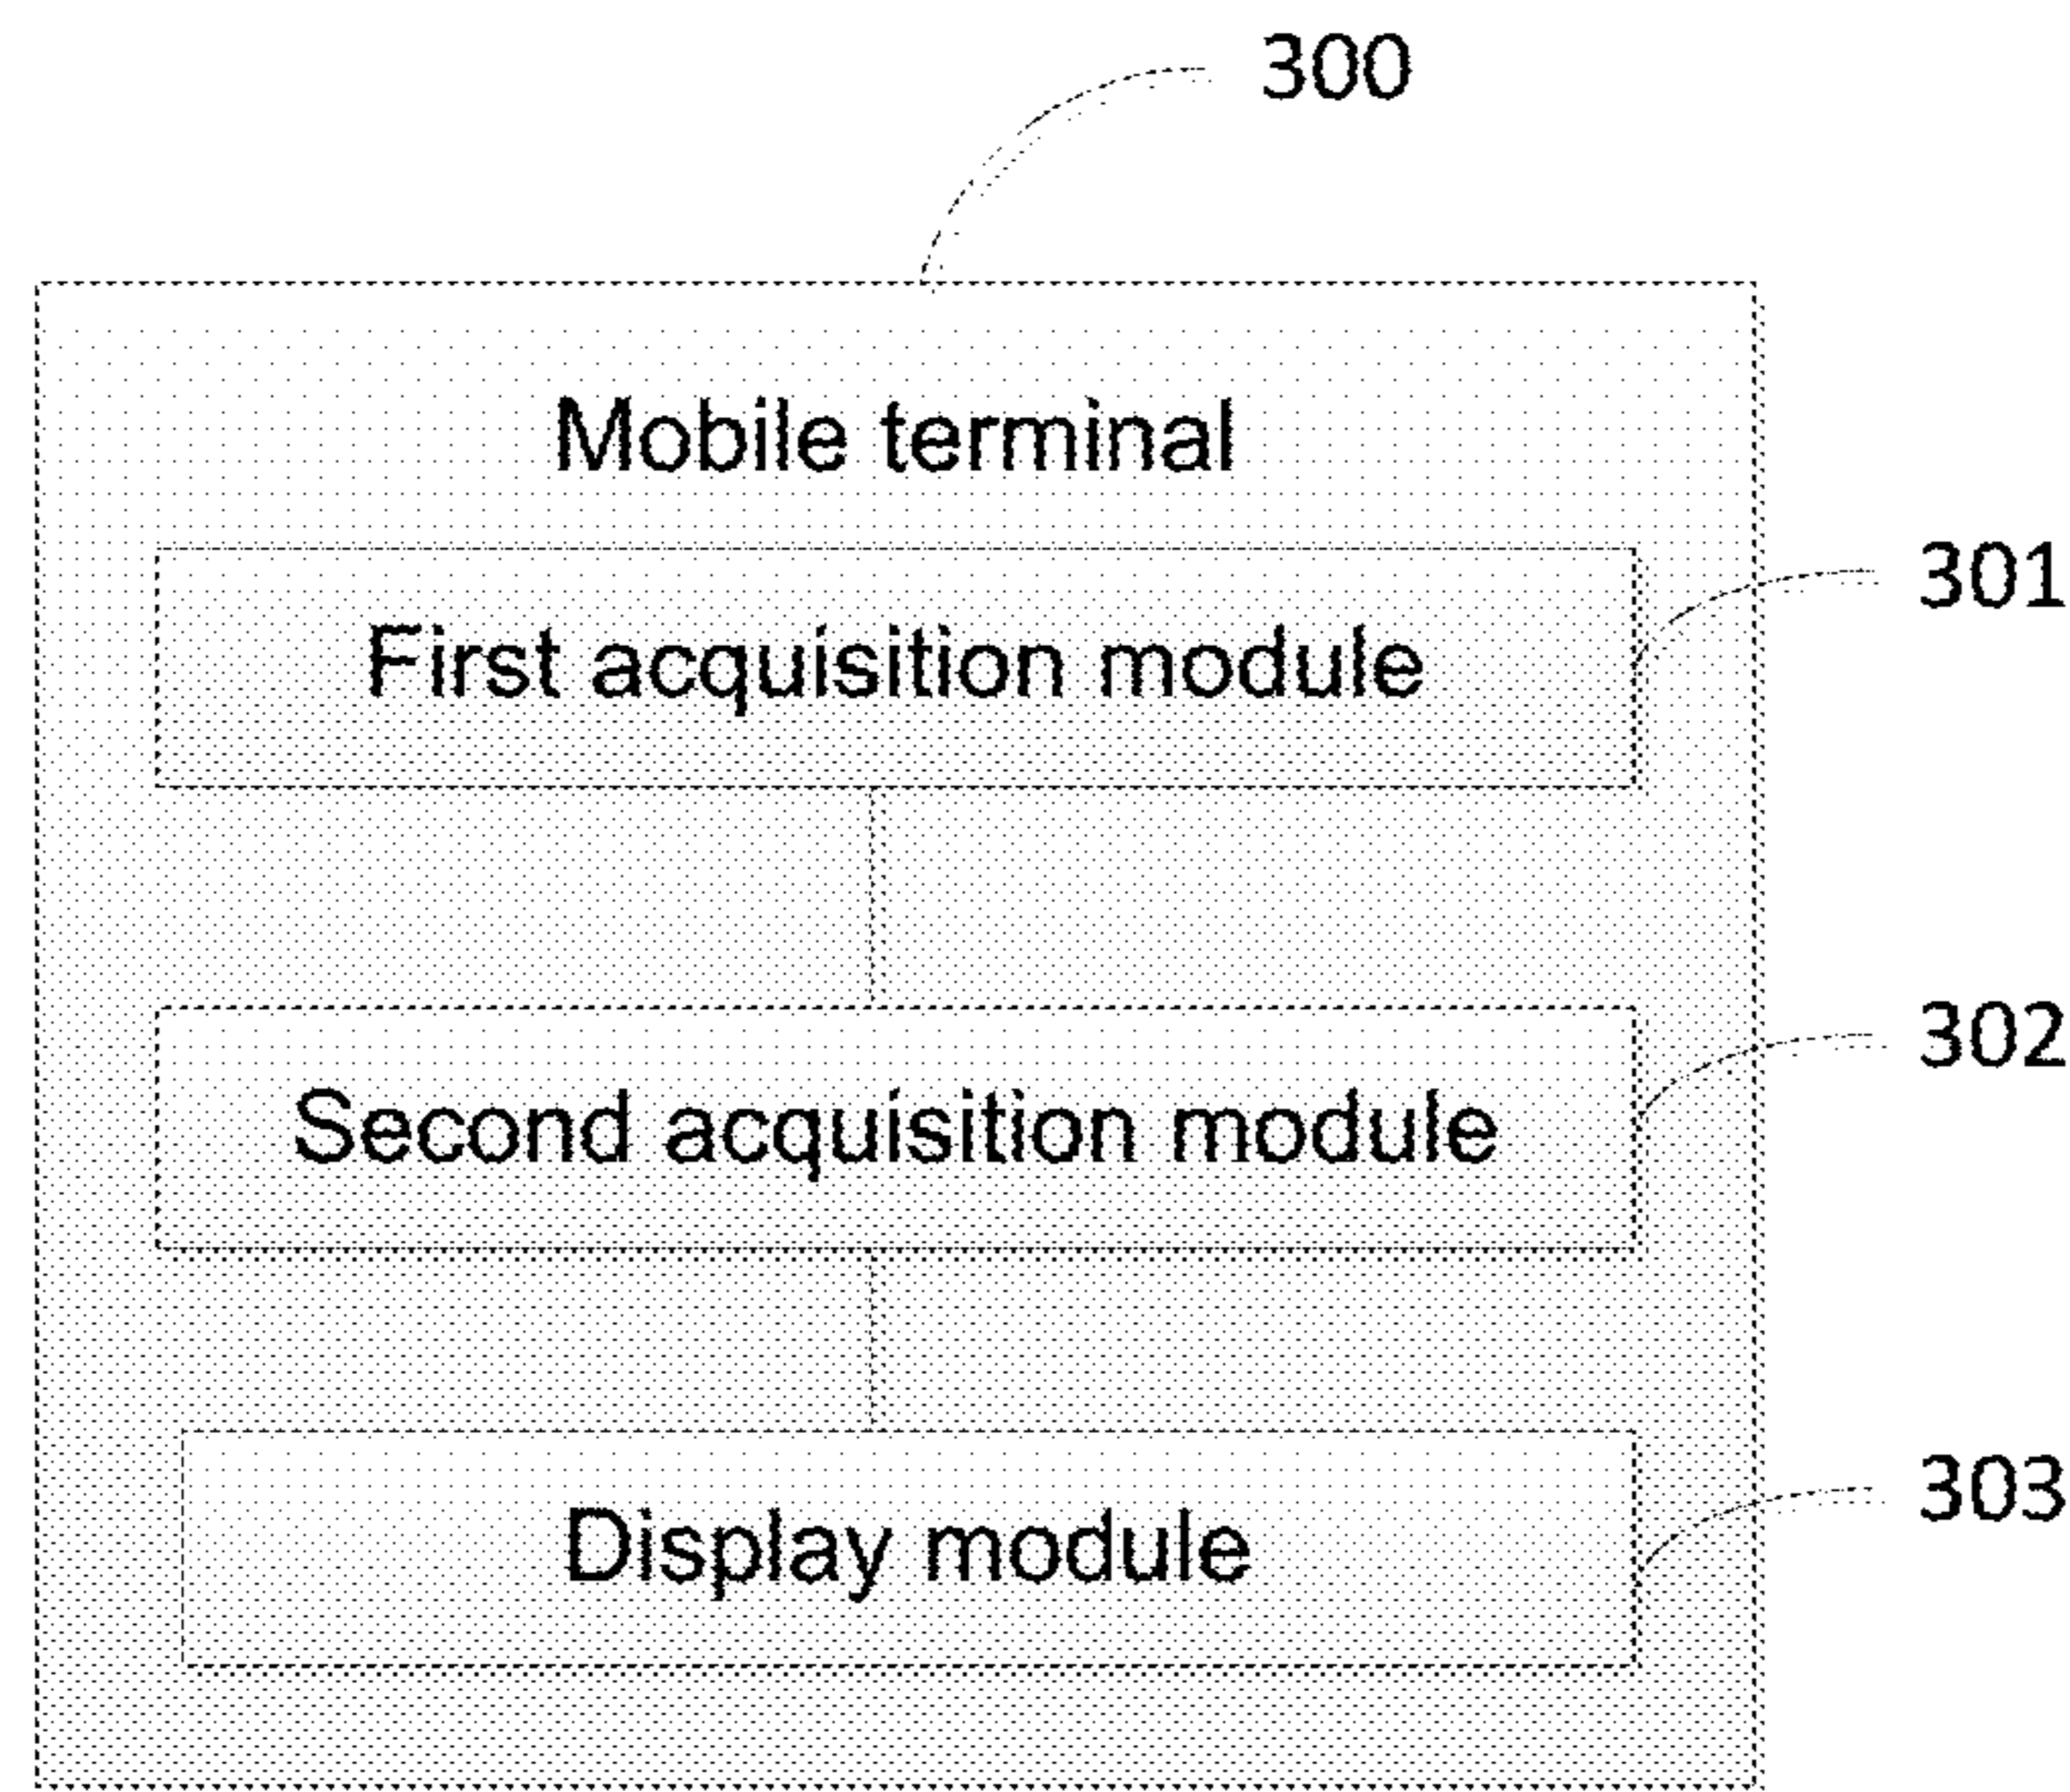 300
Mobile terminal
301
First acquisition module
302
Second acquisition module
303
Display module